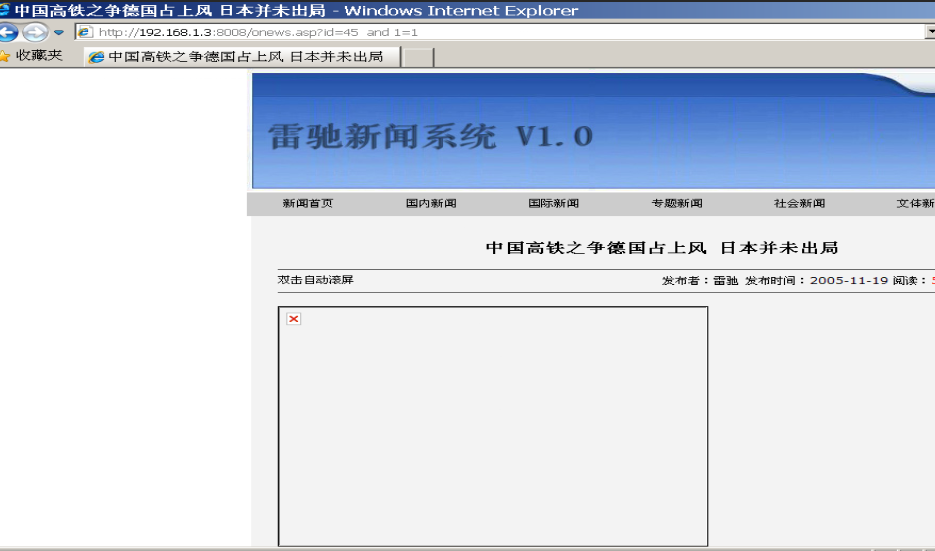 中国高铁之争德国占上风 日本并未出局 - Windows Internet Explorer
http://192.168.1.3:8008/onews.asp?id=45 and 1=1
收藏夹 中国高铁之争德国占上风 日本并未出局
雷驰新闻系统 V1.0
新闻首页 国内新闻 国际新闻 专题新闻 社会新闻 文体新
中国高铁之争德国占上风 日本并未出局
双击自动滚屏 发布者：雷驰 发布时间：2005-11-19 阅读：